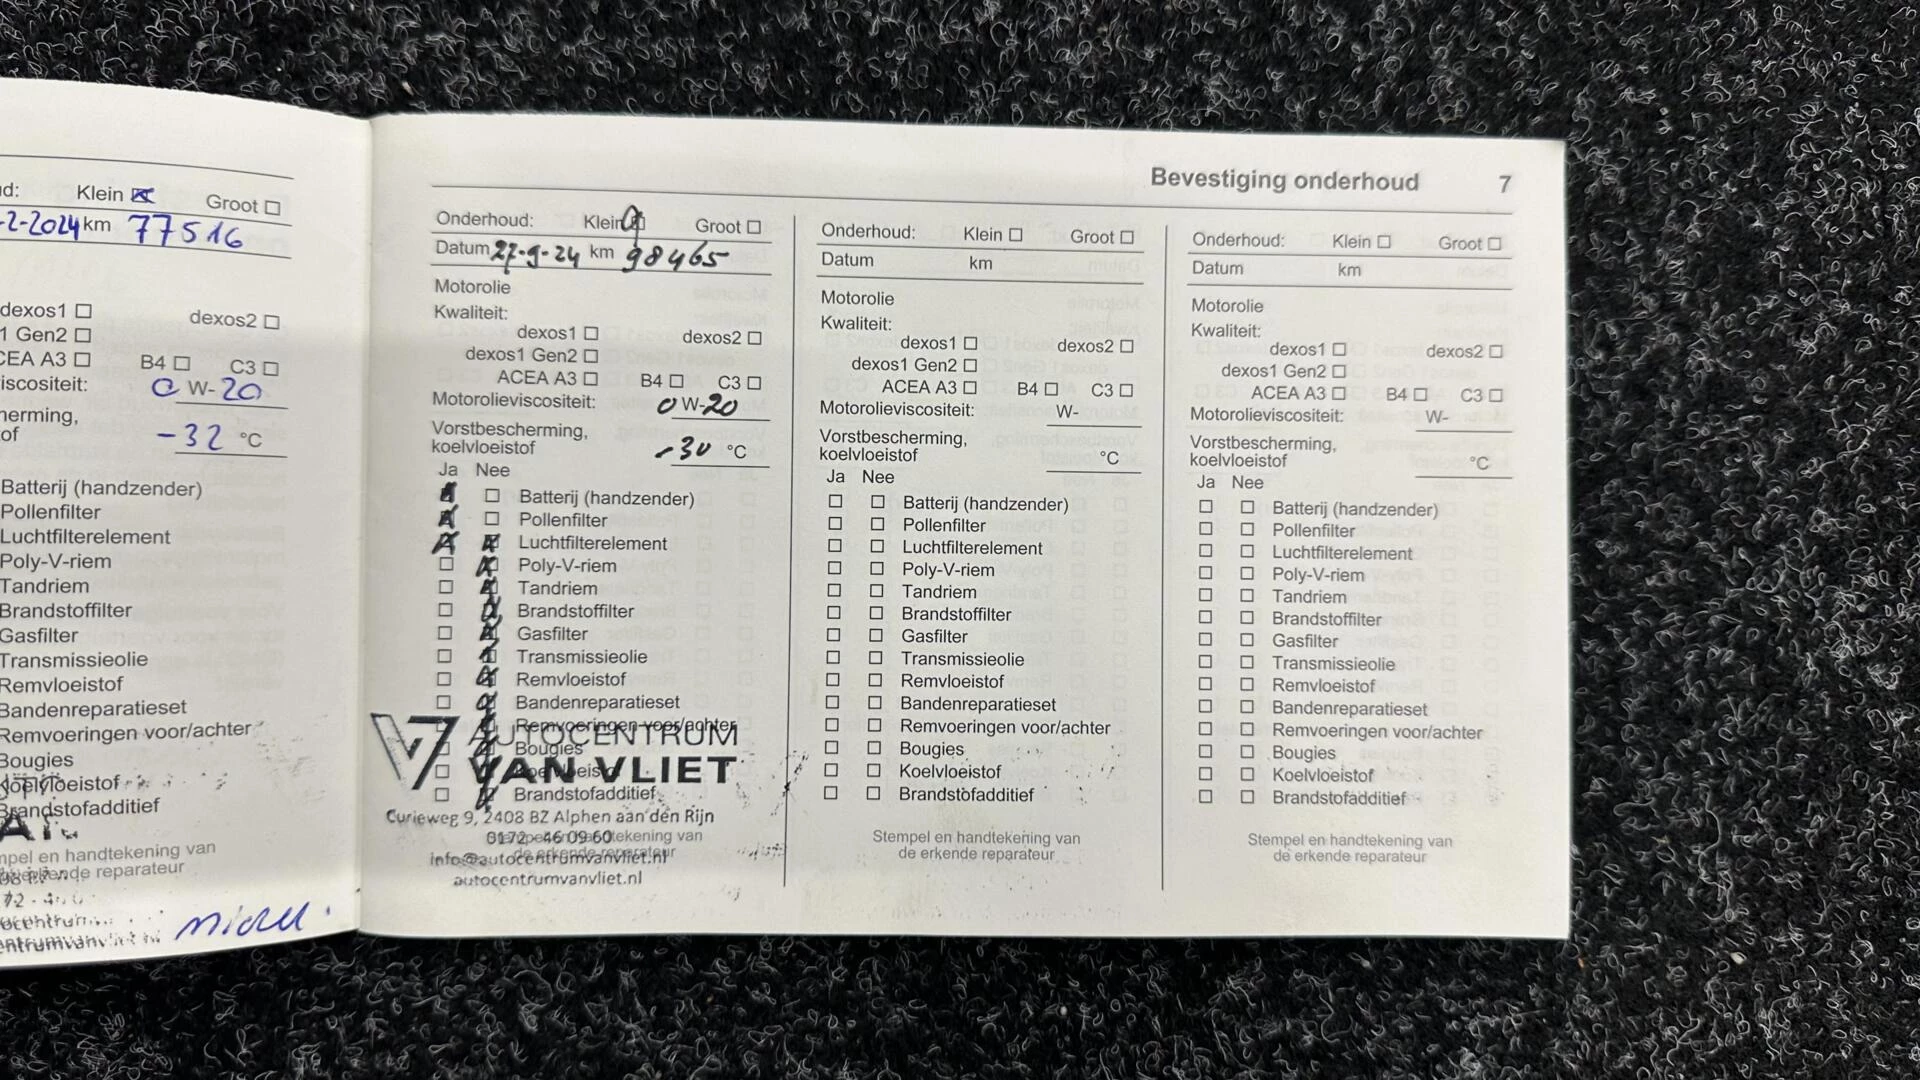 Klein Groot
-2-2024 km 77516
dexos1 dexos2
1 Gen2
CEA A3 B4 C3
iscositeit: 0 W-20
herming,
of -32 °C
Batterij (handzender)
Pollenfilter
Luchtfilterelement
Poly-V-riem
Tandriem
Brandstoffilter
Gasfilter
Transmissieolie
Remvloeistof
Bandenreparatieset
Remvoeringen voor/achter
Bougies
Koelvloeistof
Brandstofadditief
mpel en handtekening van
erkende reparateur
Bevestiging onderhoud 7
Onderhoud: Klein Groot
Datum 27-9-24 km 98465
Motorolie
Kwaliteit:
dexos1 dexos2
dexos1 Gen2
ACEA A3 B4 C3
Motorolieviscositeit: 0 W-20
Vorstbescherming,
koelvloeistof -30 °C
Ja Nee
Batterij (handzender)
Pollenfilter
Luchtfilterelement
Poly-V-riem
Tandriem
Brandstoffilter
Gasfilter
Transmissieolie
Remvloeistof
Bandenreparatieset
Remvoeringen voor/achter
Bougies
Koelvloeistof
Brandstofadditief
AUTOCENTRUM
VAN VLIET
Curieweg 9, 2408 BZ Alphen aan den Rijn
0172 - 46 09 60
info@autocentrumvanvliet.nl
autocentrumvanvliet.nl
Onderhoud: Klein Groot
Datum km
Motorolie
Kwaliteit:
dexos1 dexos2
dexos1 Gen2
ACEA A3 B4 C3
Motorolieviscositeit: W-
Vorstbescherming,
koelvloeistof °C
Ja Nee
Batterij (handzender)
Pollenfilter
Luchtfilterelement
Poly-V-riem
Tandriem
Brandstoffilter
Gasfilter
Transmissieolie
Remvloeistof
Bandenreparatieset
Remvoeringen voor/achter
Bougies
Koelvloeistof
Brandstofadditief
Stempel en handtekening van
de erkende reparateur
Onderhoud: Klein Groot
Datum km
Motorolie
Kwaliteit:
dexos1 dexos2
dexos1 Gen2
ACEA A3 B4 C3
Motorolieviscositeit: W-
Vorstbescherming,
koelvloeistof °C
Ja Nee
Batterij (handzender)
Pollenfilter
Luchtfilterelement
Poly-V-riem
Tandriem
Brandstoffilter
Gasfilter
Transmissieolie
Remvloeistof
Bandenreparatieset
Remvoeringen voor/achter
Bougies
Koelvloeistof
Brandstofadditief
Stempel en handtekening van
de erkende reparateur